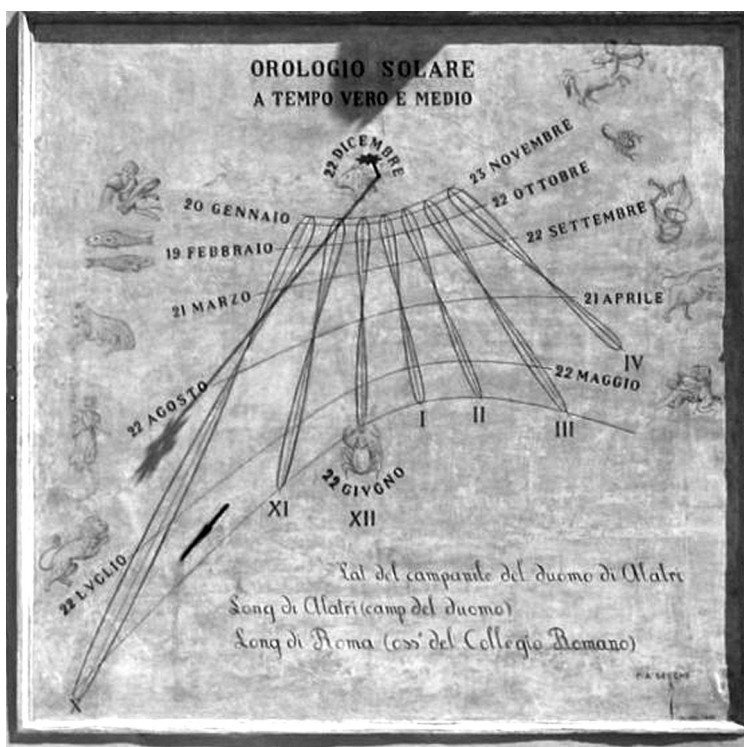 OROLOGIO SOLARE
A TEMPO VERO E MEDIO
22 DICEMBRE
23 NOVEMBRE
20 GENNAIO
22 OTTOBRE
19 FEBBRAIO
22 SETTEMBRE
21 MARZO
21 APRILE
22 AGOSTO
22 MAGGIO
IV
I
II
III
22 GIVGNO
XI
XII
22 LVGLIO
X
Lat del campanile del duomo di Alatri
Long di Alatri (camp del duomo)
Long di Roma (oss° del Collegio Romano)